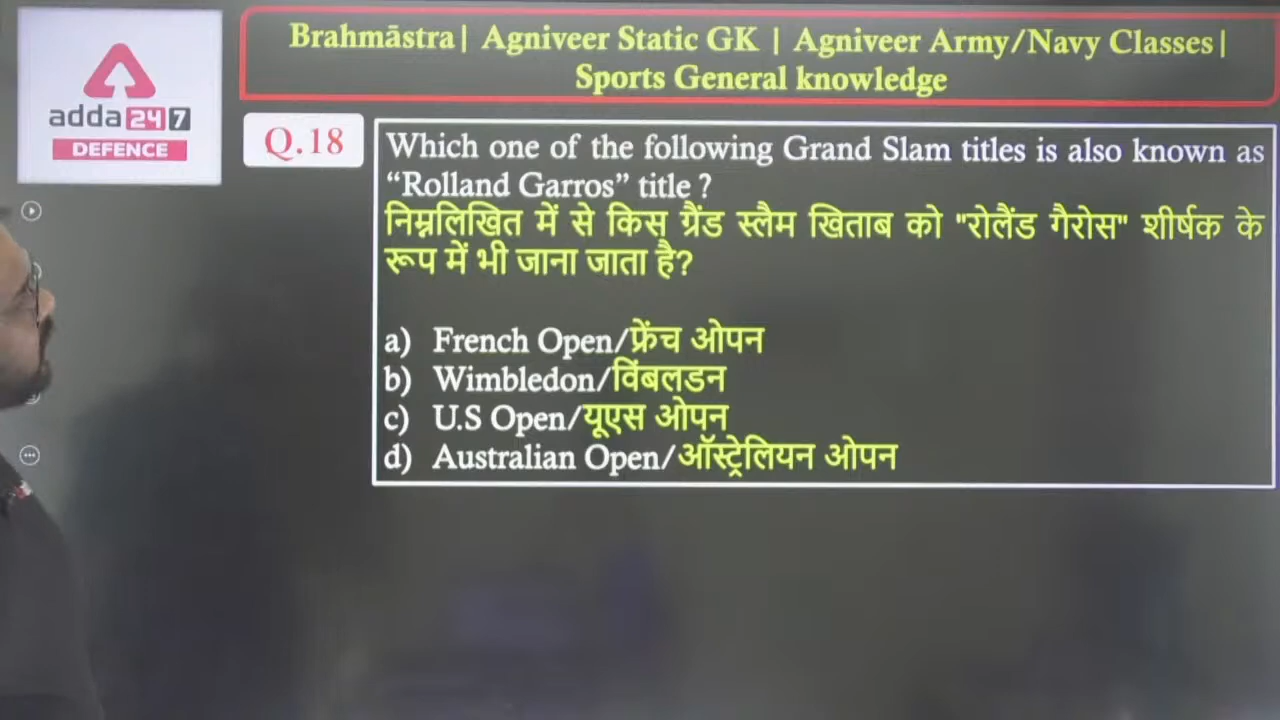 Brahmāstra| Agniveer Static GK | Agniveer Army/Navy Classes|
Sports General knowledge
adda247
DEFENCE
Q.18
Which one of the following Grand Slam titles is also known as
“Rolland Garros” title ?
निम्नलिखित में से किस ग्रैंड स्लैम खिताब को "रोलैंड गैरोस" शीर्षक के
रूप में भी जाना जाता है?
a) French Open/फ्रेंच ओपन
b) Wimbledon/विंबलडन
c) U.S Open/यूएस ओपन
d) Australian Open/ऑस्ट्रेलियन ओपन